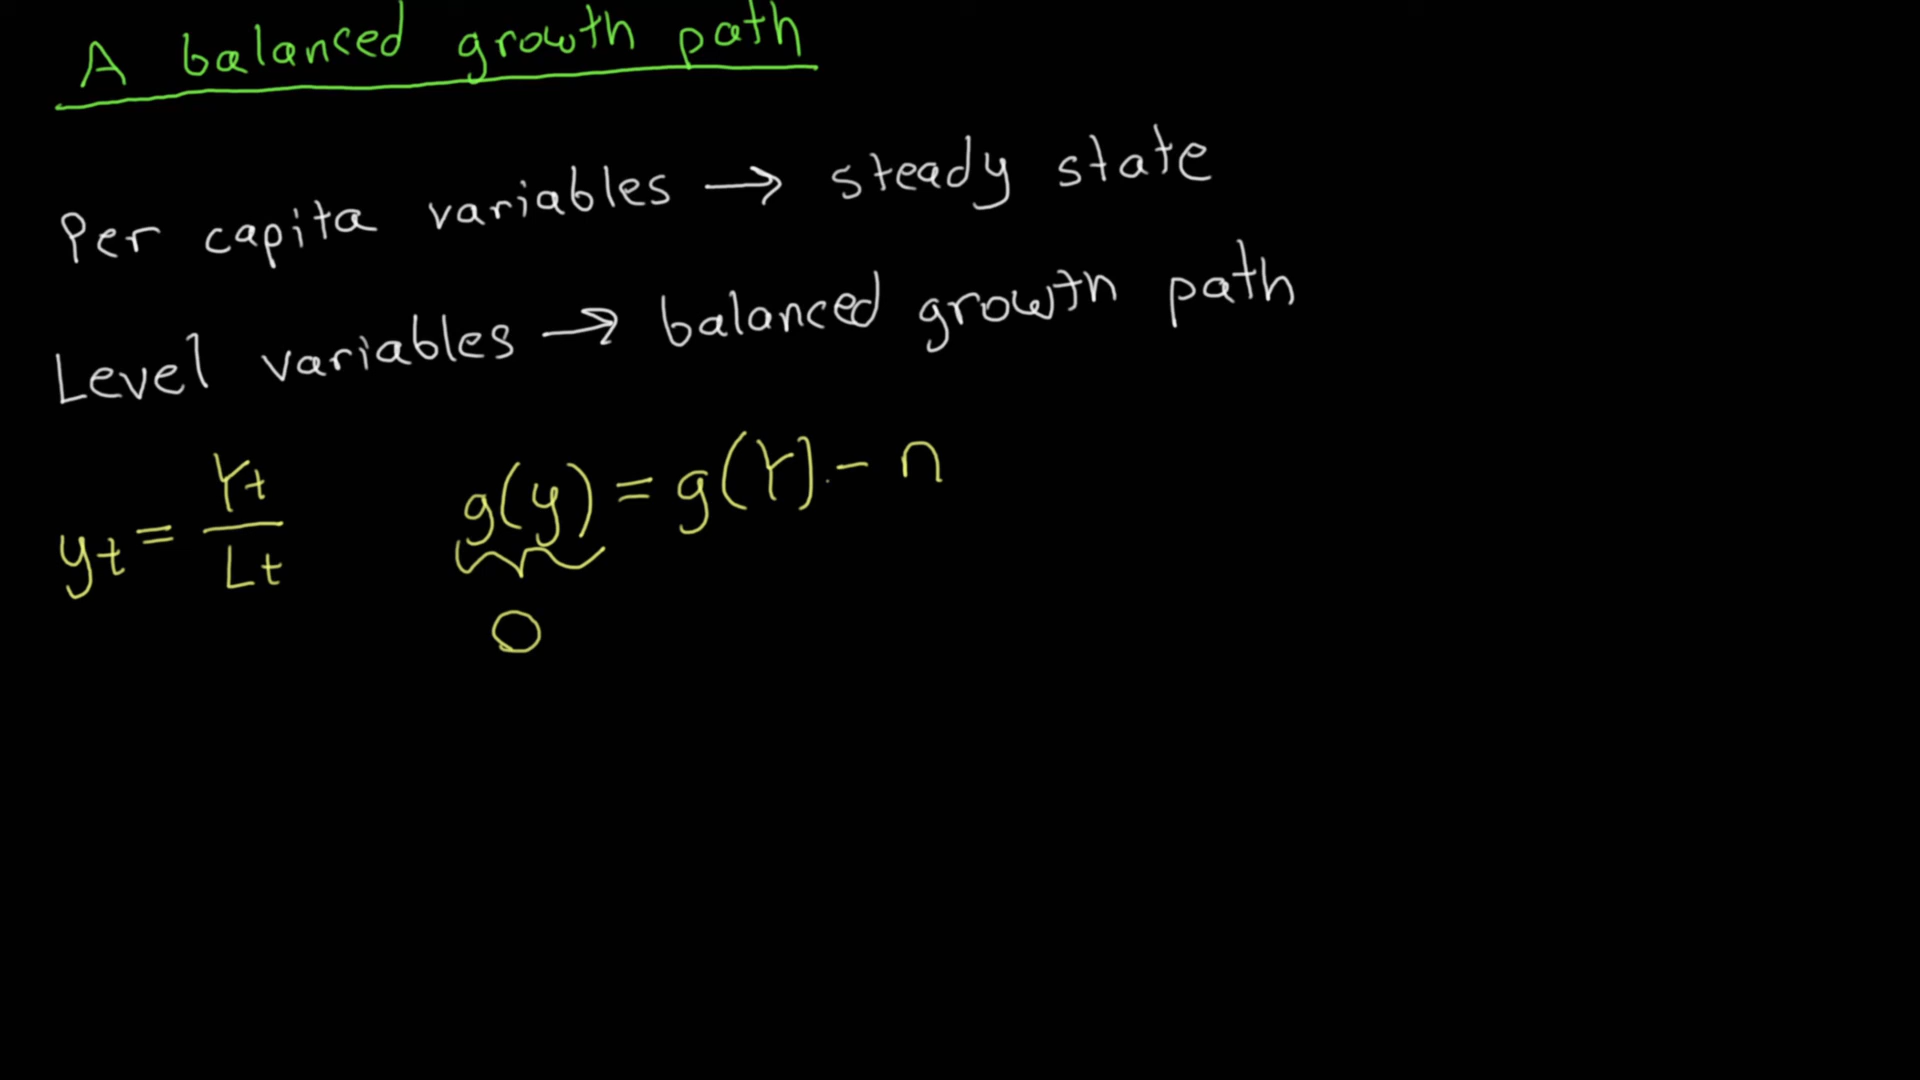 A balanced growth path
Per capita variables → steady state
Level variables → balanced growth path
yt = Yt / Lt    g(y) = g(Y) - n
0